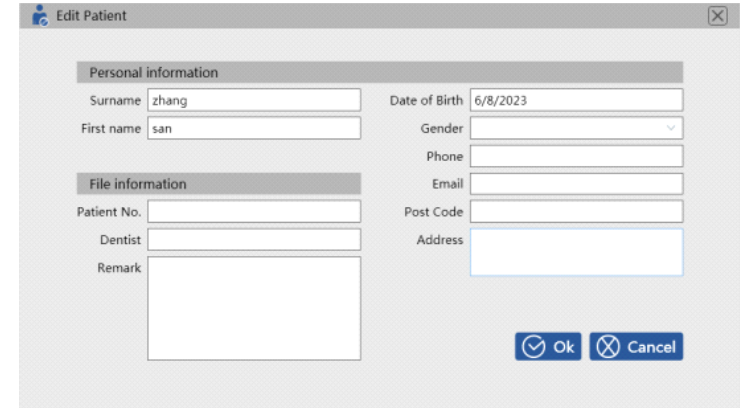 Edit Patient
Personal information
Surname zhang
First name san
Date of Birth 6/8/2023
Gender
Phone
Email
Post Code
Address
File information
Patient No.
Dentist
Remark
Ok
Cancel